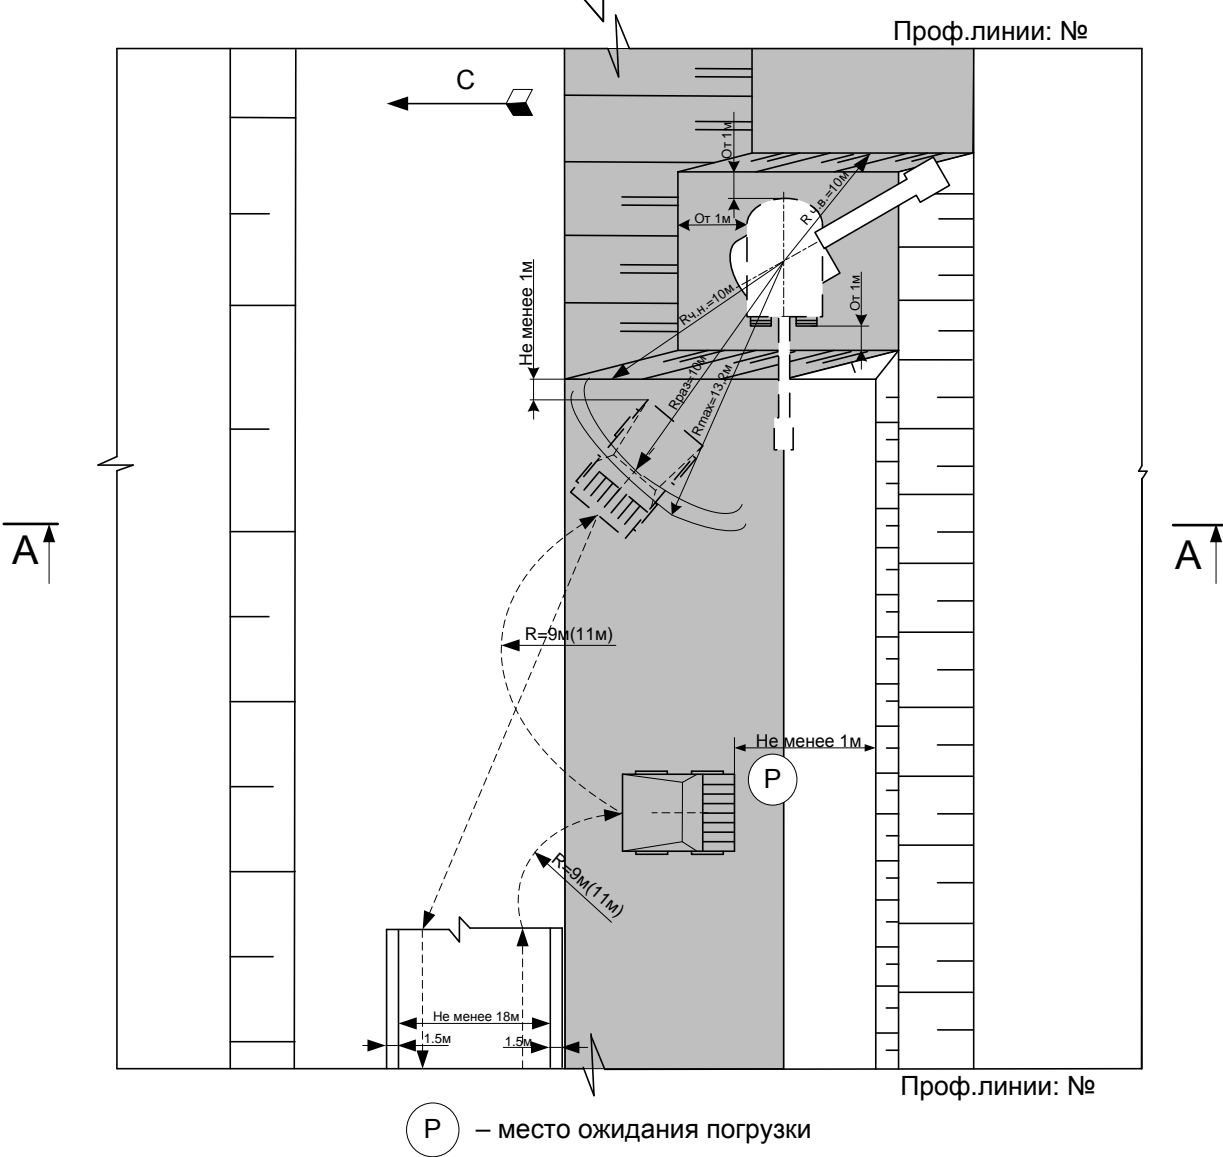 Проф.линии: №
С
От 1м
R ч.в.=10м
От 1м
Не менее 1м
Rч.н.=10м
От 1м
Rраз=10м
Rmax=13,2м
А
А
R=9м(11м)
Не менее 1м
Р
R=9м(11м)
Не менее 18м
1.5м
1.5м
Проф.линии: №
Р – место ожидания погрузки